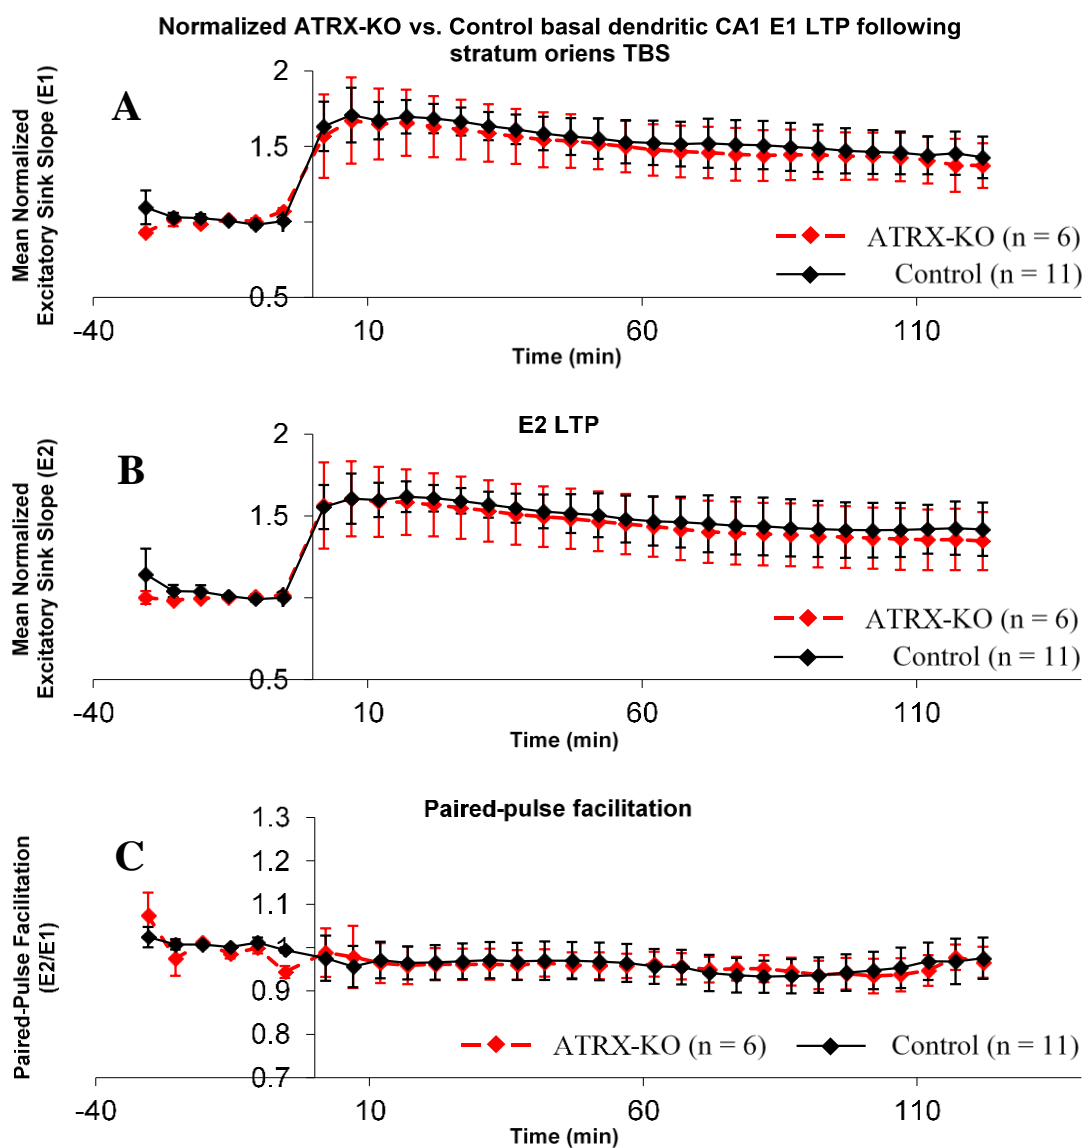 Normalized ATRX-KO vs. Control basal dendritic CA1 E1 LTP following
stratum oriens TBS
A
Mean Normalized
Excitatory Sink Slope (E1)
2
1.5
1
0.5
ATRX-KO (n = 6)
Control (n = 11)
-40
10
60
110
Time (min)
E2 LTP
B
Mean Normalized
Excitatory Sink Slope (E2)
2
1.5
1
0.5
ATRX-KO (n = 6)
Control (n = 11)
-40
10
60
110
Time (min)
Paired-pulse facilitation
C
Paired-Pulse Facilitation
(E2/E1)
1.3
1.2
1.1
1
0.9
0.8
0.7
ATRX-KO (n = 6)
Control (n = 11)
-40
10
60
110
Time (min)